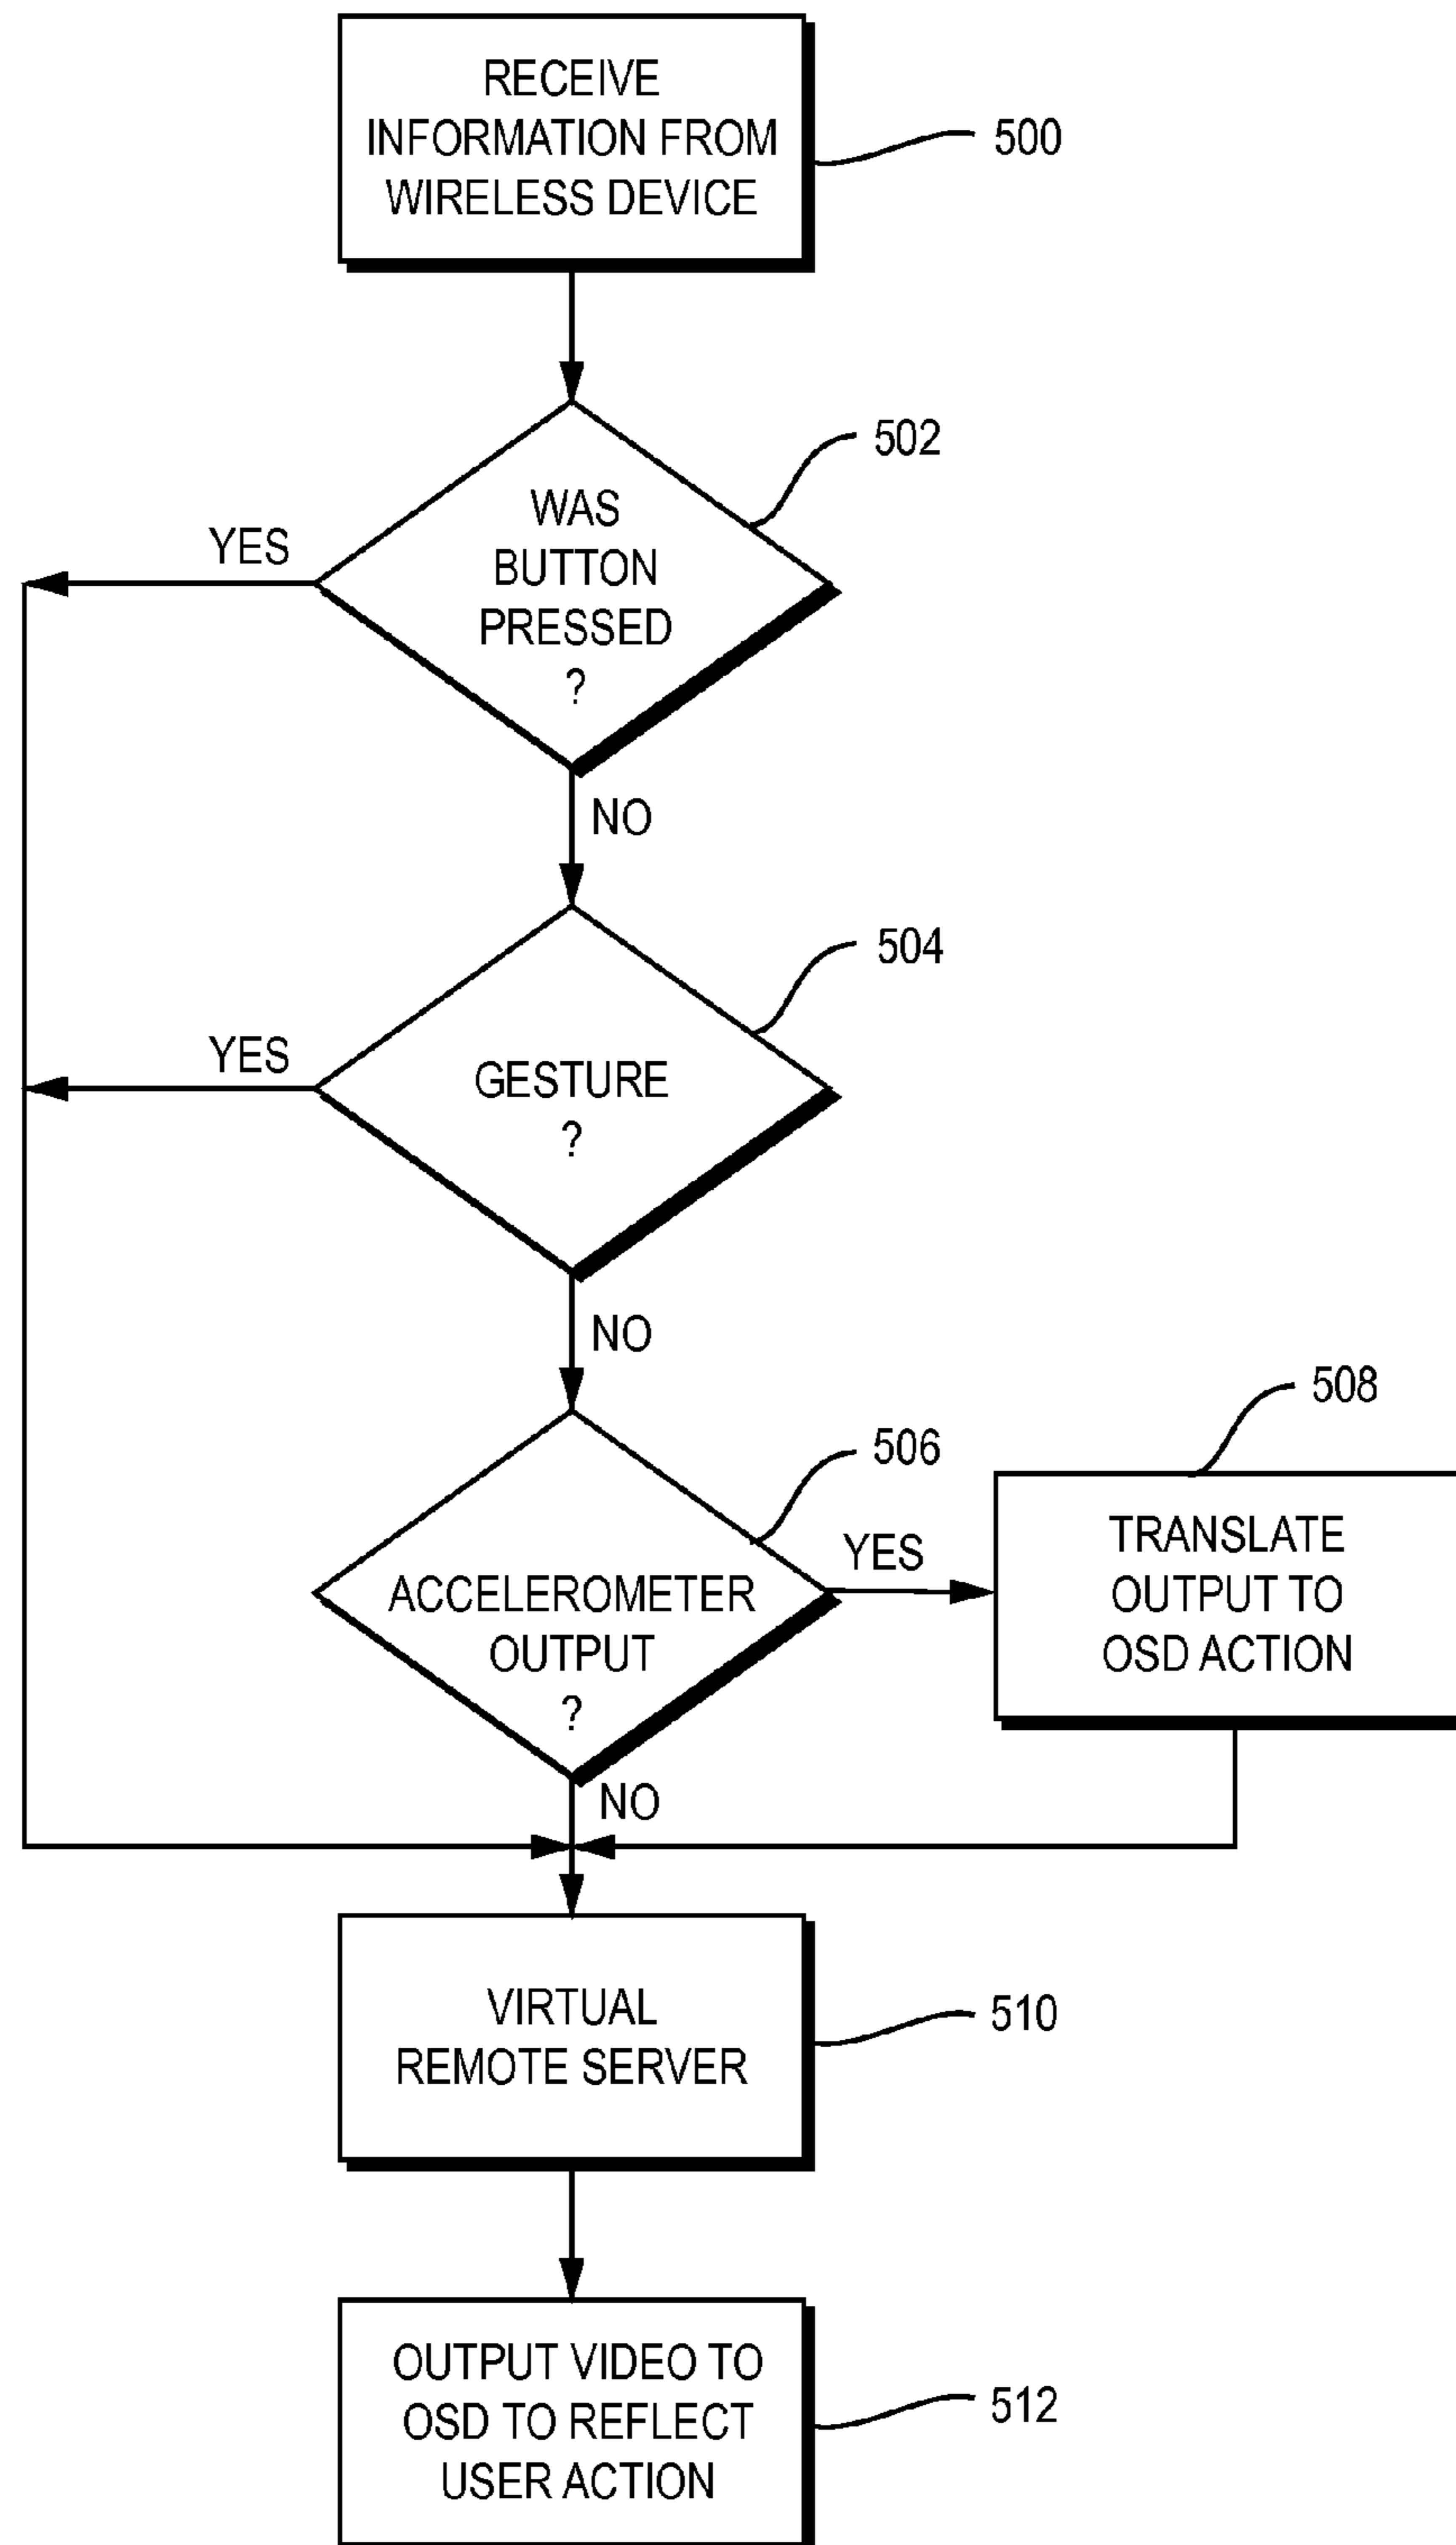 RECEIVE
INFORMATION FROM
WIRELESS DEVICE
500
502
WAS
BUTTON
PRESSED
?
YES
NO
504
GESTURE
?
YES
NO
506
ACCELEROMETER
OUTPUT
?
YES
508
TRANSLATE
OUTPUT TO
OSD ACTION
NO
VIRTUAL
REMOTE SERVER
510
OUTPUT VIDEO TO
OSD TO REFLECT
USER ACTION
512